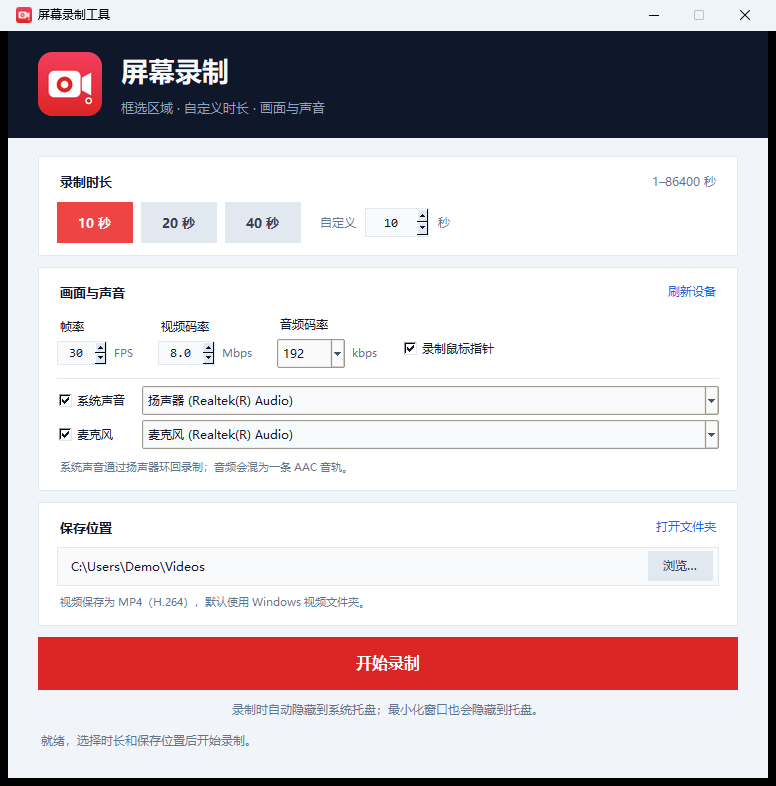 屏幕录制工具
屏幕录制
框选区域 · 自定义时长 · 画面与声音
录制时长 1–86400 秒
10 秒 20 秒 40 秒 自定义 10 秒
画面与声音 刷新设备
帧率 视频码率 音频码率
30 FPS 8.0 Mbps 192 kbps 录制鼠标指针
系统声音 扬声器 (Realtek(R) Audio)
麦克风 麦克风 (Realtek(R) Audio)
系统声音通过扬声器环回录制；音频会混为一条 AAC 音轨。
保存位置 打开文件夹
C:\Users\Demo\Videos 浏览...
视频保存为 MP4（H.264），默认使用 Windows 视频文件夹。
开始录制
录制时自动隐藏到系统托盘；最小化窗口也会隐藏到托盘。
就绪，选择时长和保存位置后开始录制。